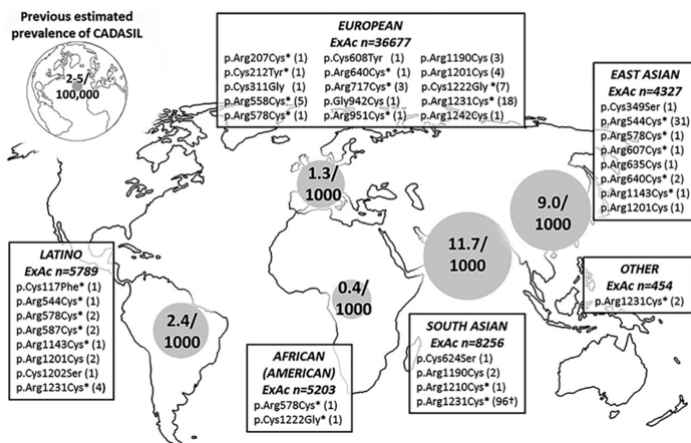 Previous estimated
prevalence of CADASIL
2-5/
100,000
EUROPEAN
ExAc n=36677
p.Arg207Cys* (1) p.Cys608Tyr (1) p.Arg1190Cys (3)
p.Cys212Tyr* (1) p.Arg640Cys* (1) p.Arg1201Cys (4)
p.Cys311Gly (1) p.Arg717Cys* (3) p.Cys1222Gly* (7)
p.Arg558Cys* (5) p.Gly942Cys (1) p.Arg1231Cys* (18)
p.Arg578Cys* (1) p.Arg951Cys* (1) p.Arg1242Cys (1)
EAST ASIAN
ExAc n=4327
p.Cys349Ser (1)
p.Arg544Cys* (31)
p.Arg578Cys* (1)
p.Arg607Cys* (1)
p.Arg635Cys (1)
p.Arg640Cys* (2)
p.Arg1143Cys* (1)
p.Arg1201Cys (1)
1.3/
1000
9.0/
1000
11.7/
1000
0.4/
1000
2.4/
1000
LATINO
ExAc n=5789
p.Cys117Phe* (1)
p.Arg544Cys* (1)
p.Arg578Cys* (2)
p.Arg587Cys* (2)
p.Arg1143Cys* (1)
p.Arg1201Cys (2)
p.Cys1202Ser (1)
p.Arg1231Cys* (4)
AFRICAN
(AMERICAN)
ExAc n=5203
p.Arg578Cys* (1)
p.Cys1222Gly* (1)
SOUTH ASIAN
ExAc n=8256
p.Cys624Ser (1)
p.Arg1190Cys (2)
p.Arg1210Cys* (1)
p.Arg1231Cys* (96†)
OTHER
ExAc n=454
p.Arg1231Cys* (2)